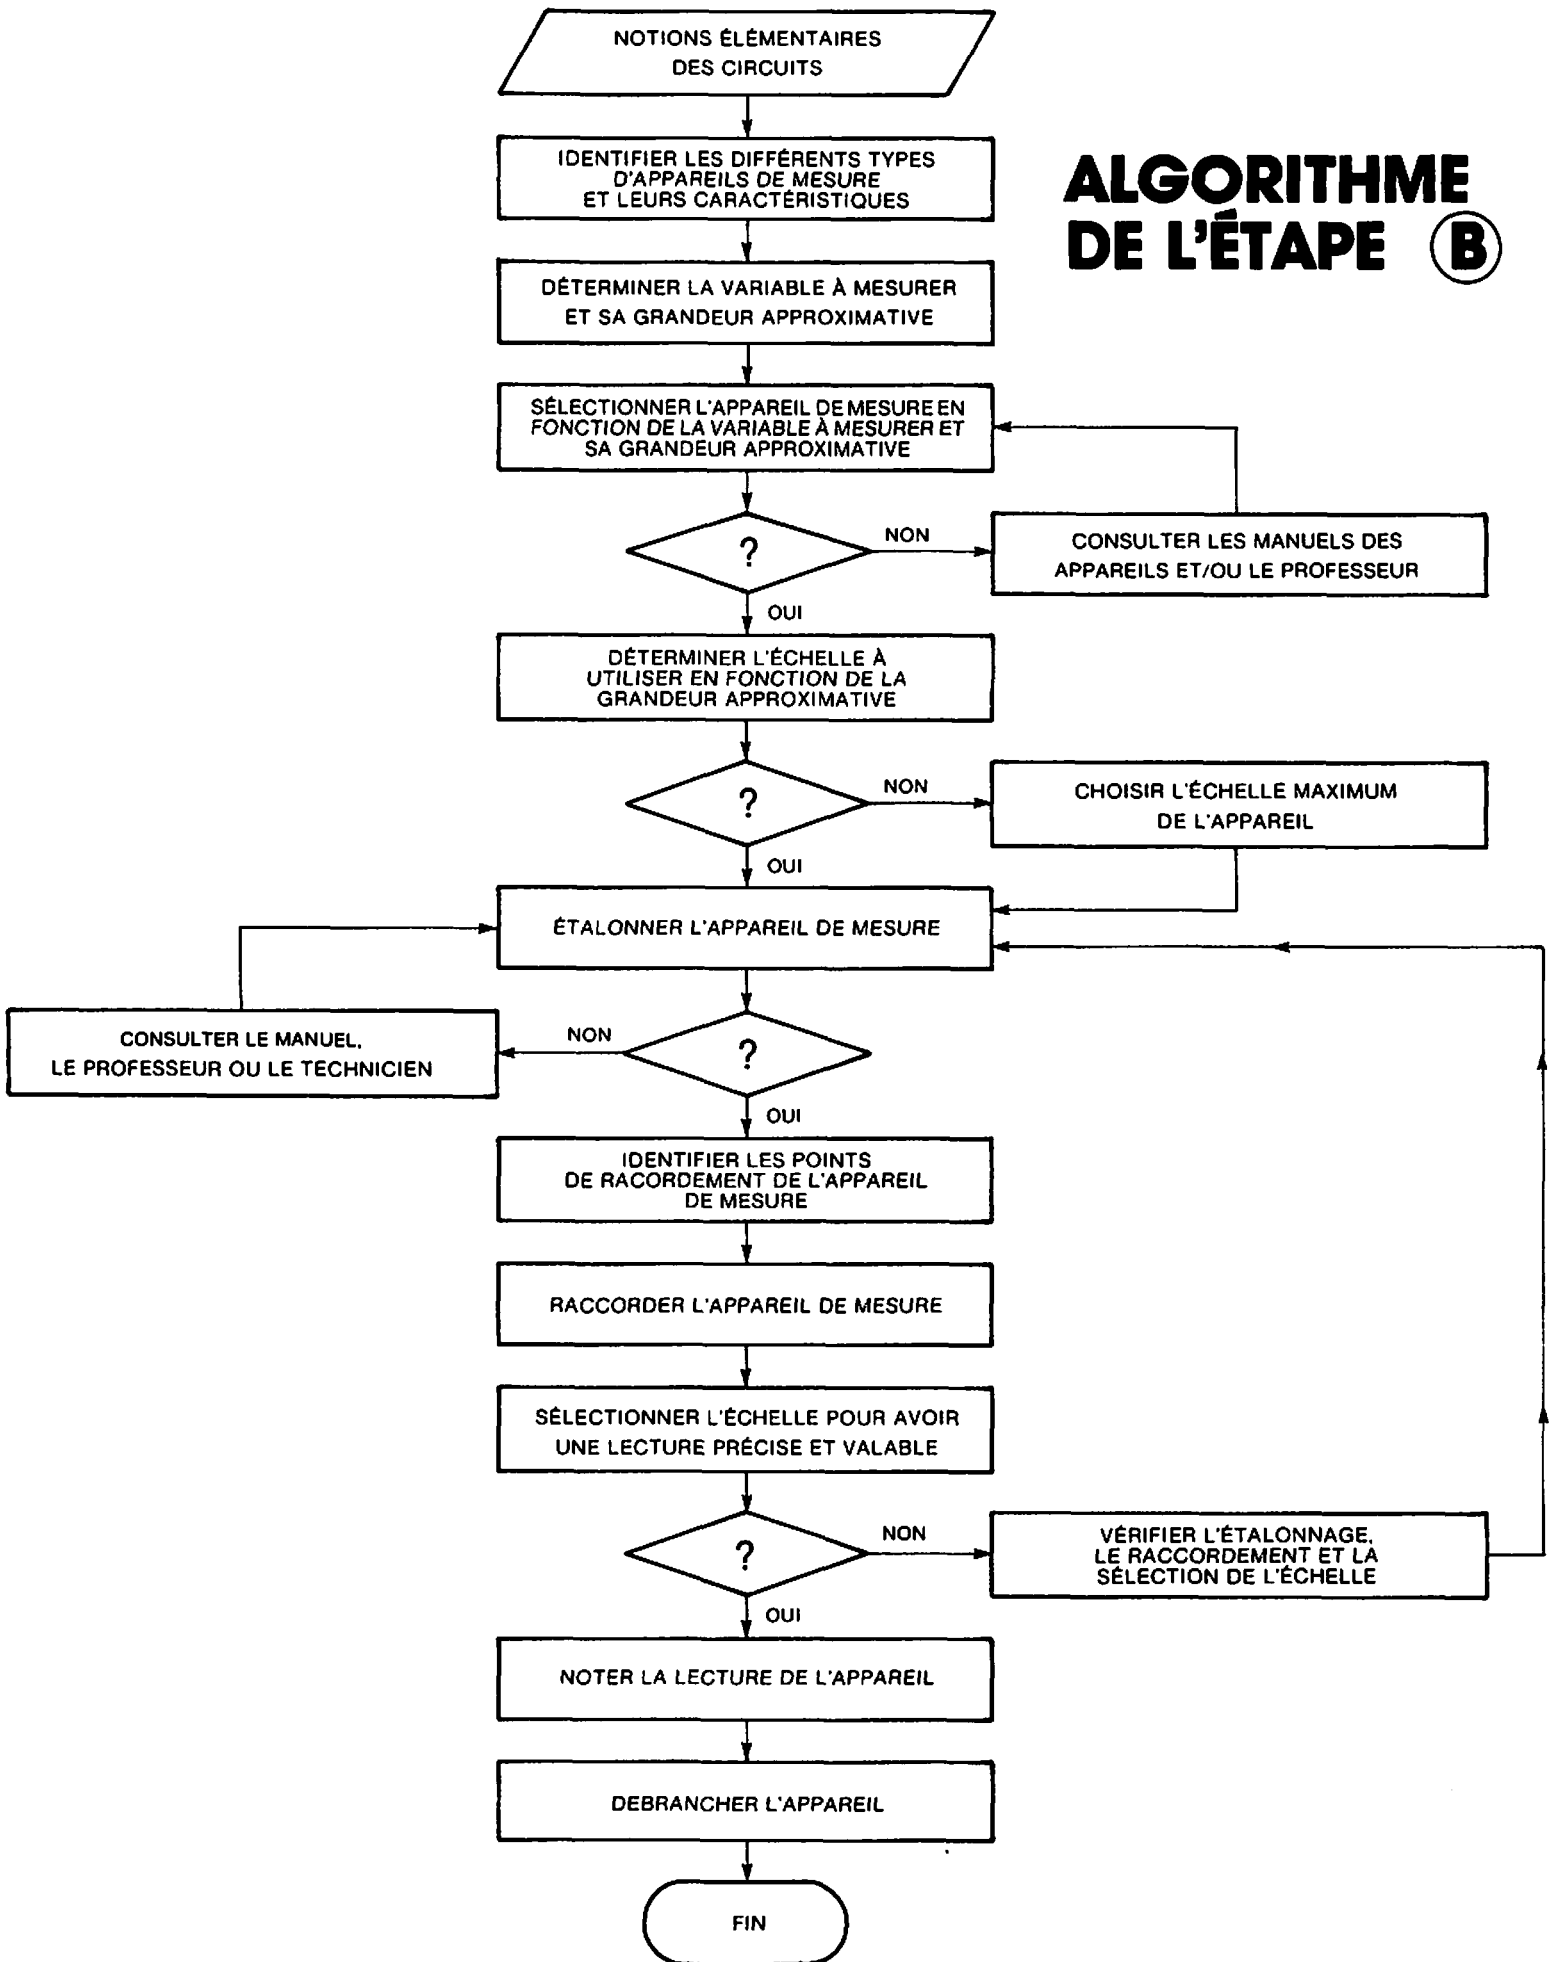 NOTIONS ÉLÉMENTAIRES
DES CIRCUITS
IDENTIFIER LES DIFFÉRENTS TYPES
D'APPAREILS DE MESURE
ET LEURS CARACTÉRISTIQUES
ALGORITHME
DE L'ÉTAPE B
DÉTERMINER LA VARIABLE À MESURER
ET SA GRANDEUR APPROXIMATIVE
SÉLECTIONNER L'APPAREIL DE MESURE EN
FONCTION DE LA VARIABLE À MESURER ET
SA GRANDEUR APPROXIMATIVE
?
NON
CONSULTER LES MANUELS DES
APPAREILS ET/OU LE PROFESSEUR
OUI
DÉTERMINER L'ÉCHELLE À
UTILISER EN FONCTION DE LA
GRANDEUR APPROXIMATIVE
?
NON
CHOISIR L'ÉCHELLE MAXIMUM
DE L'APPAREIL
OUI
ÉTALONNER L'APPAREIL DE MESURE
?
NON
CONSULTER LE MANUEL,
LE PROFESSEUR OU LE TECHNICIEN
OUI
IDENTIFIER LES POINTS
DE RACORDEMENT DE L'APPAREIL
DE MESURE
RACCORDER L'APPAREIL DE MESURE
SÉLECTIONNER L'ÉCHELLE POUR AVOIR
UNE LECTURE PRÉCISE ET VALABLE
?
NON
VÉRIFIER L'ÉTALONNAGE,
LE RACCORDEMENT ET LA
SÉLECTION DE L'ÉCHELLE
OUI
NOTER LA LECTURE DE L'APPAREIL
DEBRANCHER L'APPAREIL
FIN